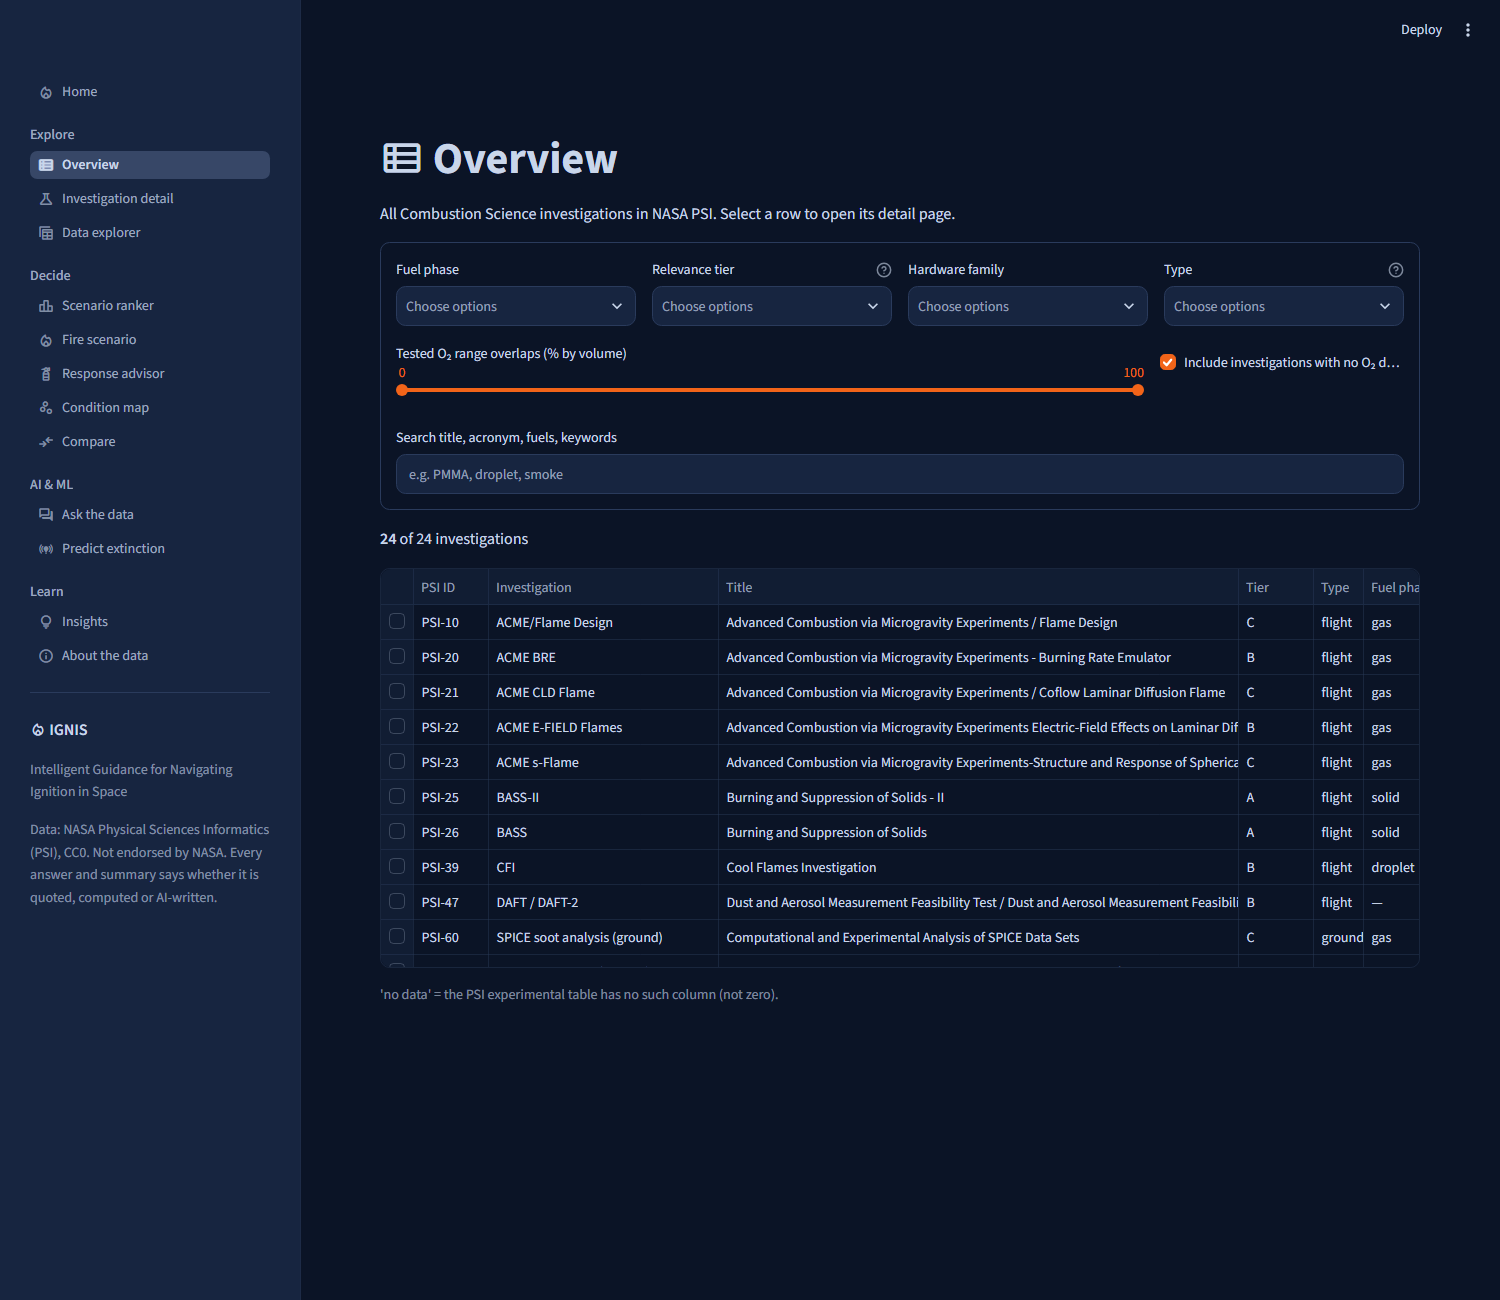 Deploy
Home
Explore
Overview
Investigation detail
Data explorer
Decide
Scenario ranker
Fire scenario
Response advisor
Condition map
Compare
AI & ML
Ask the data
Predict extinction
Learn
Insights
About the data
IGNIS
Intelligent Guidance for Navigating
Ignition in Space
Data: NASA Physical Sciences Informatics
(PSI), CC0. Not endorsed by NASA. Every
answer and summary says whether it is
quoted, computed or AI-written.
Overview
All Combustion Science investigations in NASA PSI. Select a row to open its detail page.
Fuel phase Relevance tier Hardware family Type
Choose options Choose options Choose options Choose options
Tested O₂ range overlaps (% by volume)
0 100
Include investigations with no O₂ d…
Search title, acronym, fuels, keywords
e.g. PMMA, droplet, smoke
24 of 24 investigations
PSI ID Investigation Title Tier Type Fuel pha
PSI-10 ACME/Flame Design Advanced Combustion via Microgravity Experiments / Flame Design C flight gas
PSI-20 ACME BRE Advanced Combustion via Microgravity Experiments - Burning Rate Emulator B flight gas
PSI-21 ACME CLD Flame Advanced Combustion via Microgravity Experiments / Coflow Laminar Diffusion Flame C flight gas
PSI-22 ACME E-FIELD Flames Advanced Combustion via Microgravity Experiments Electric-Field Effects on Laminar Dif B flight gas
PSI-23 ACME s-Flame Advanced Combustion via Microgravity Experiments-Structure and Response of Spherica C flight gas
PSI-25 BASS-II Burning and Suppression of Solids - II A flight solid
PSI-26 BASS Burning and Suppression of Solids A flight solid
PSI-39 CFI Cool Flames Investigation B flight droplet
PSI-47 DAFT / DAFT-2 Dust and Aerosol Measurement Feasibility Test / Dust and Aerosol Measurement Feasibili B flight —
PSI-60 SPICE soot analysis (ground) Computational and Experimental Analysis of SPICE Data Sets C ground gas
'no data' = the PSI experimental table has no such column (not zero).